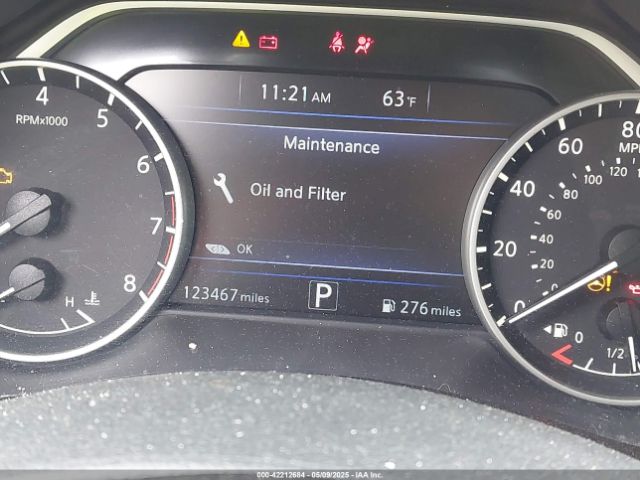 11:21 AM 63°F
Maintenance
Oil and Filter
OK
123467 miles P 276 miles
4 5 6 7 8
RPMx1000
H
0 20 40 60 80
MPH
0 20 40 60 80 100 120
0 1/2
000-42212684 | 05/09/2025 | IAA Inc.